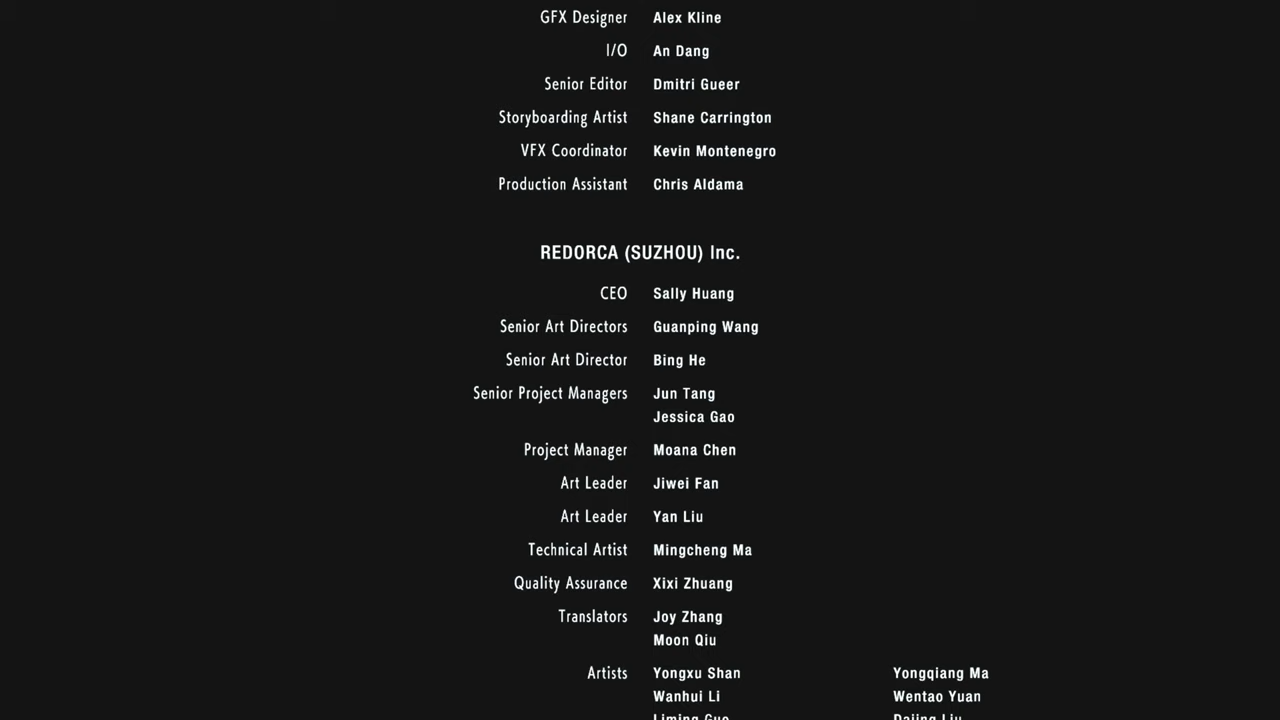 GFX Designer Alex Kline
I/O An Dang
Senior Editor Dmitri Gueer
Storyboarding Artist Shane Carrington
VFX Coordinator Kevin Montenegro
Production Assistant Chris Aldama
REDORCA (SUZHOU) Inc.
CEO Sally Huang
Senior Art Directors Guanping Wang
Senior Art Director Bing He
Senior Project Managers Jun Tang
Jessica Gao
Project Manager Moana Chen
Art Leader Jiwei Fan
Art Leader Yan Liu
Technical Artist Mingcheng Ma
Quality Assurance Xixi Zhuang
Translators Joy Zhang
Moon Qiu
Artists Yongxu Shan Yongqiang Ma
Wanhui Li Wentao Yuan
Liming Guo Dajing Liu